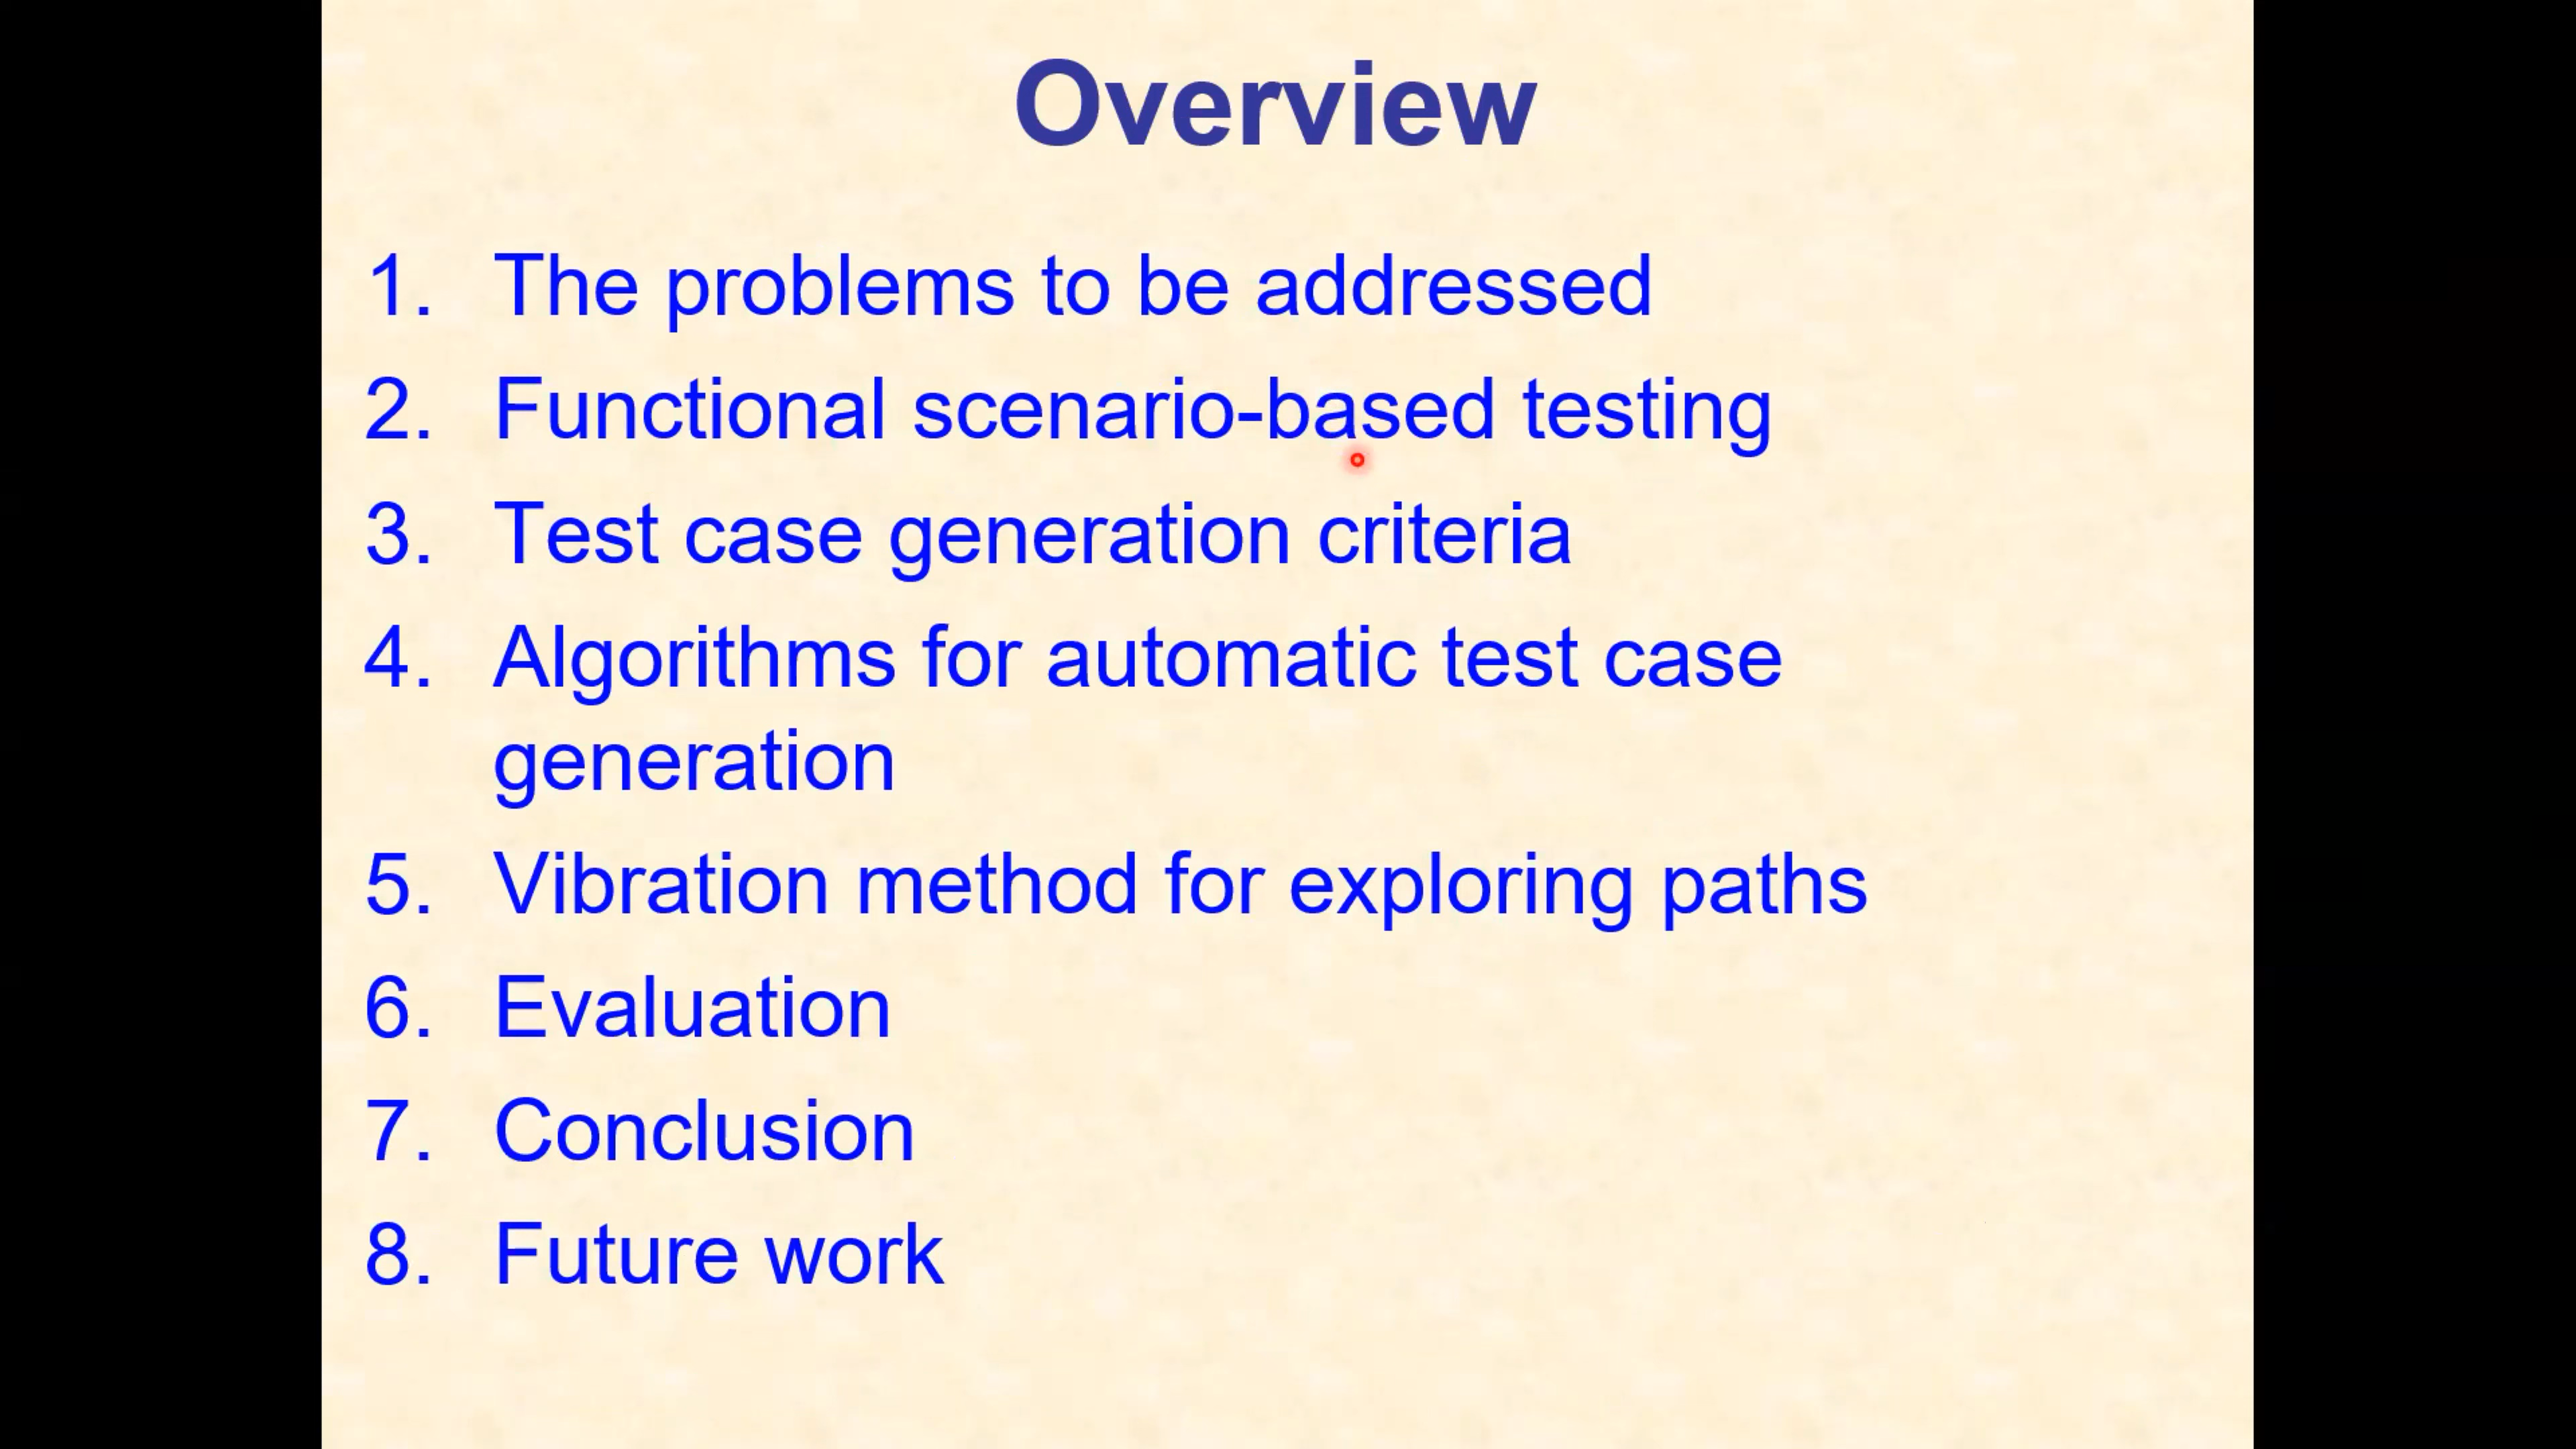 Overview
1. The problems to be addressed
2. Functional scenario-based testing
3. Test case generation criteria
4. Algorithms for automatic test case
generation
5. Vibration method for exploring paths
6. Evaluation
7. Conclusion
8. Future work